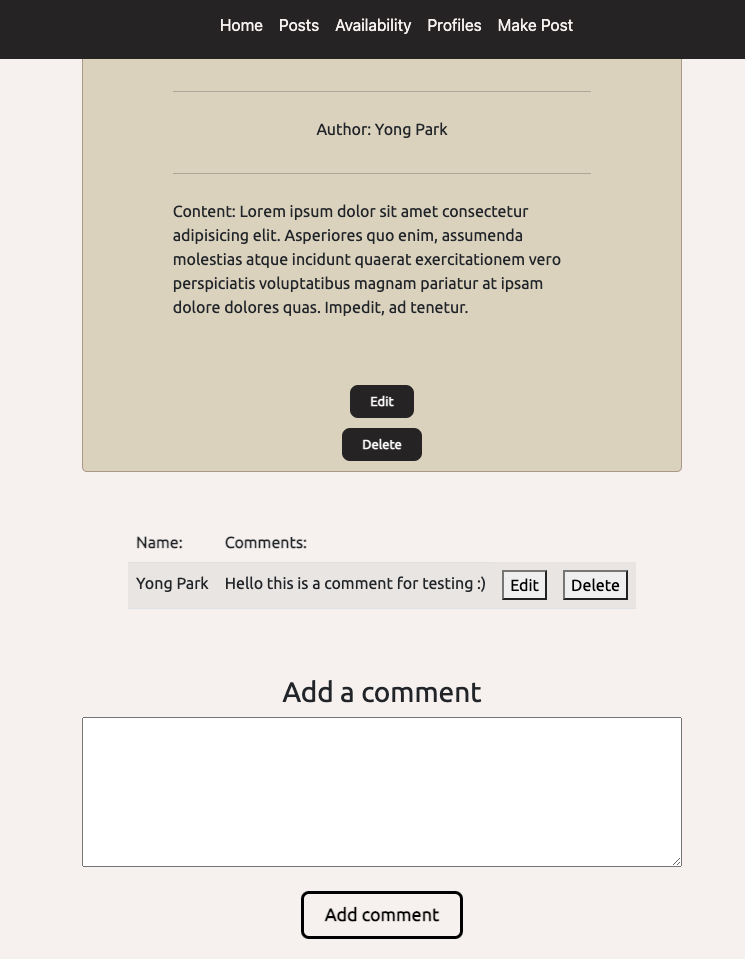 Home Posts Availability Profiles Make Post
Author: Yong Park
Content: Lorem ipsum dolor sit amet consectetur
adipisicing elit. Asperiores quo enim, assumenda
molestias atque incidunt quaerat exercitationem vero
perspiciatis voluptatibus magnam pariatur at ipsam
dolore dolores quas. Impedit, ad tenetur.
Edit
Delete
Name: Comments:
Yong Park Hello this is a comment for testing :) Edit Delete
Add a comment
Add comment